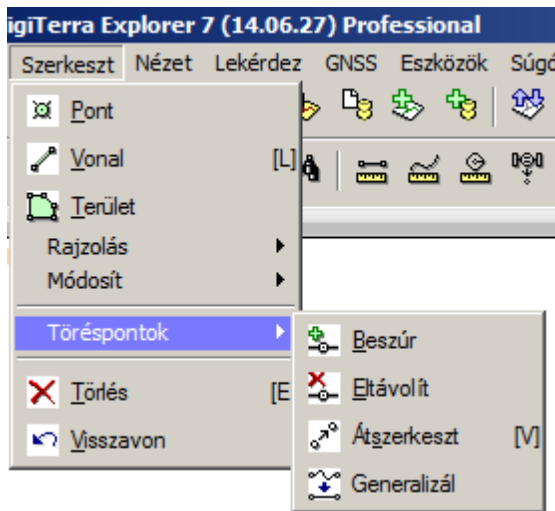 igiTerra Explorer 7 (14.06.27) Professional
Szerkeszt Nézet Lekérdez GNSS Eszközök Súgó
Pont
Vonal [L]
Terület
Rajzolás
Módosít
Töréspontok
Beszúr
Törlés [E
Eltávolít
Visszavon
Átszerkeszt [V]
Generalizál